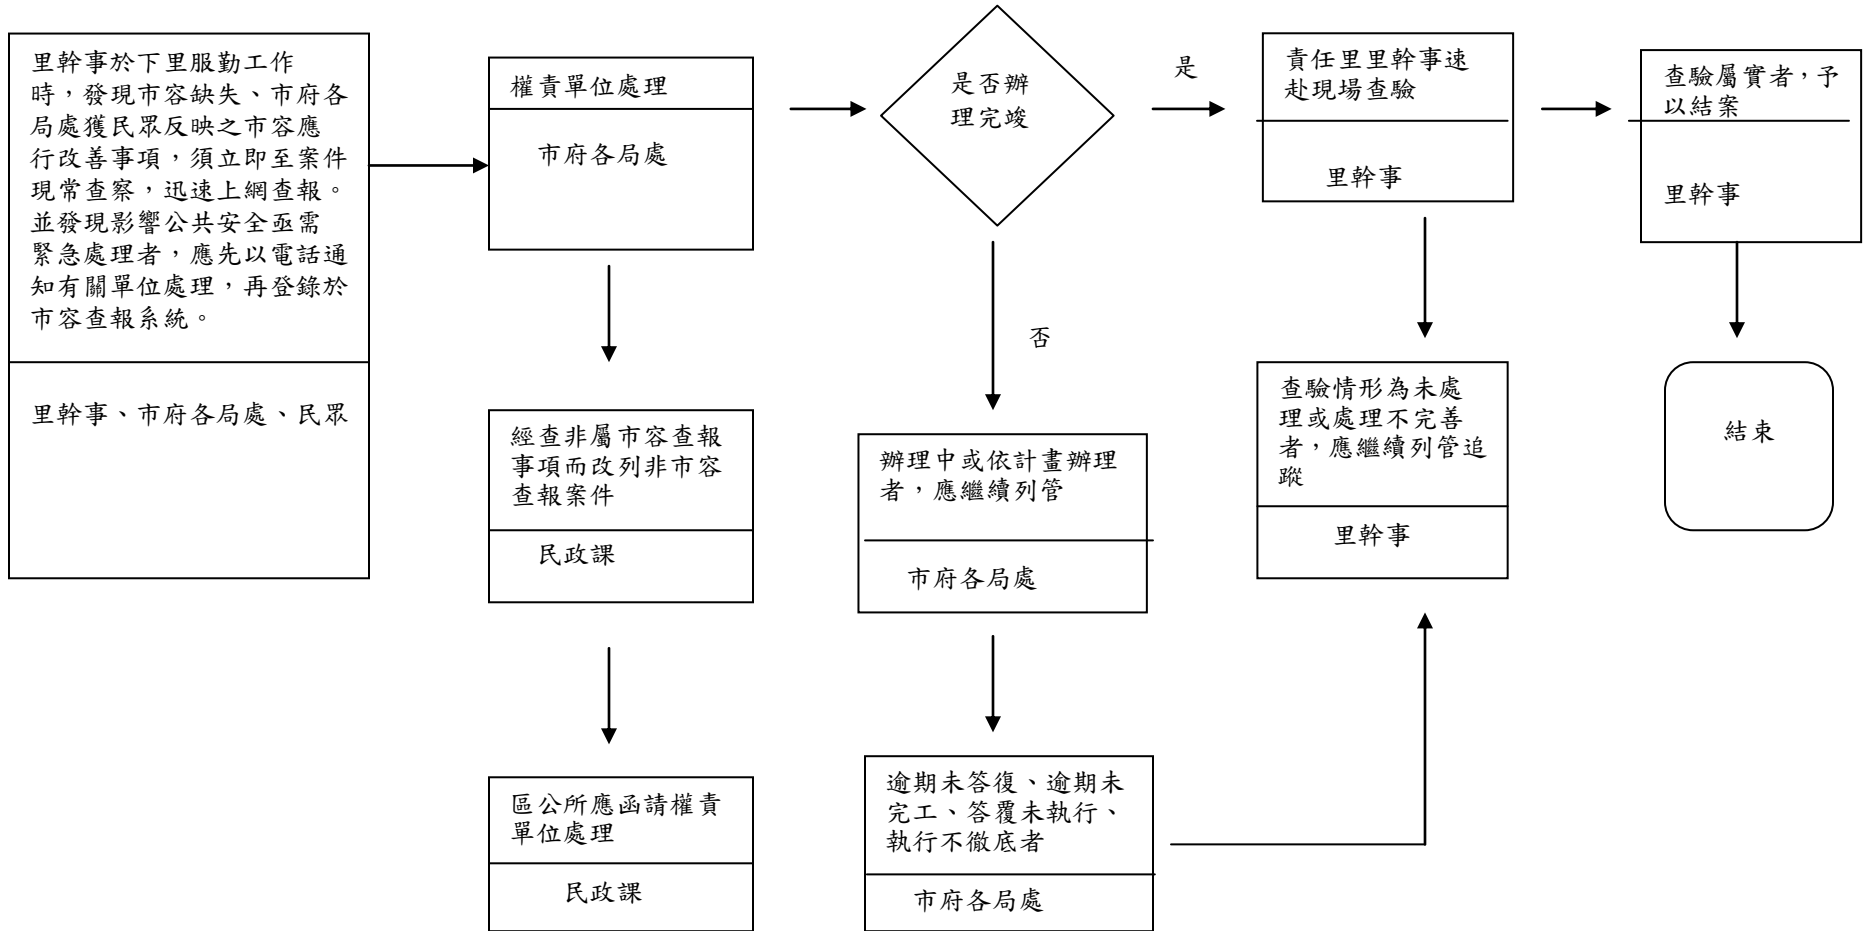 里幹事於下里服勤工作
時，發現市容缺失、市府各
局處獲民眾反映之市容應
行改善事項，須立即至案件
現常查察，迅速上網查報。
並發現影響公共安全亟需
緊急處理者，應先以電話通
知有關單位處理，再登錄於
市容查報系統。
里幹事、市府各局處、民眾
權責單位處理
市府各局處
經查非屬市容查報
事項而改列非市容
查報案件
民政課
區公所應函請權責
單位處理
民政課
是否辦
理完竣
是
否
辦理中或依計畫辦理
者，應繼續列管
市府各局處
逾期未答復、逾期未
完工、答覆未執行、
執行不徹底者
市府各局處
責任里里幹事速
赴現場查驗
里幹事
查驗情形為未處
理或處理不完善
者，應繼續列管追
蹤
里幹事
查驗屬實者，予
以結案
里幹事
結束